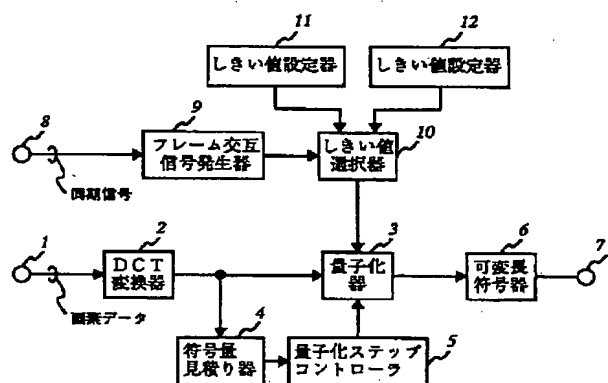 11
12
しきい値設定器
しきい値設定器
8
9
フレーム交互
信号発生器
10
しきい値
選択器
同期信号
1
2
DCT
変換器
3
量子化
器
6
可変長
符号器
7
画素データ
4
符号量
見積り器
5
量子化ステップ
コントローラ